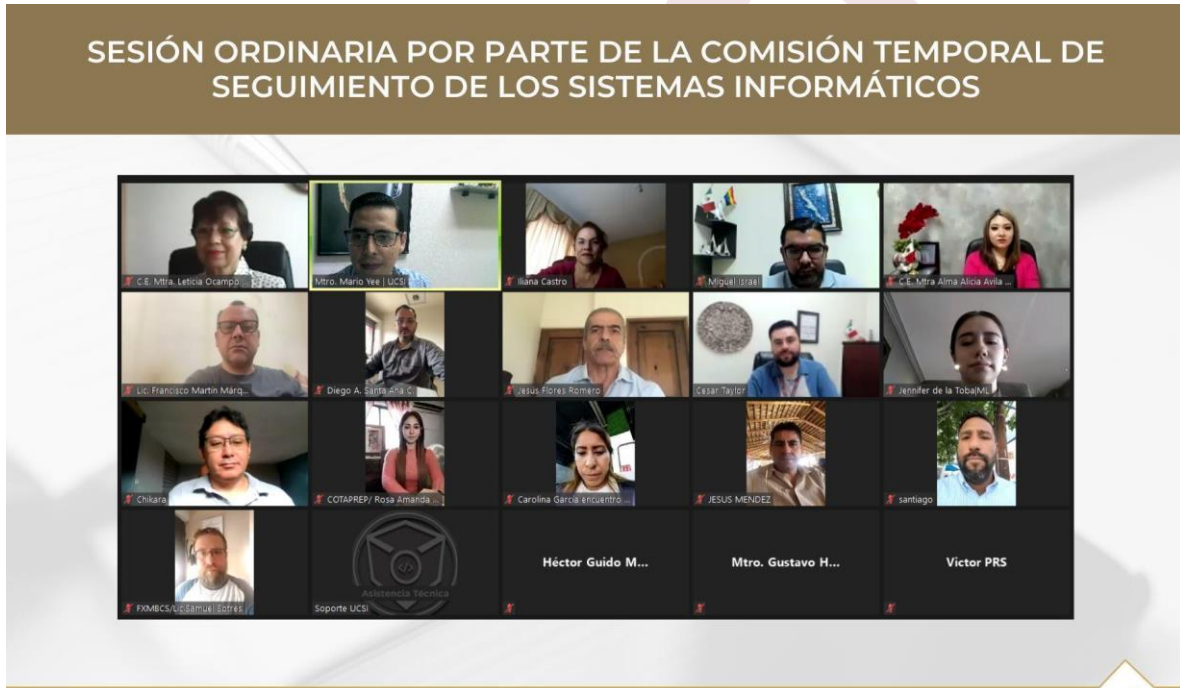 SESIÓN ORDINARIA POR PARTE DE LA COMISIÓN TEMPORAL DE
SEGUIMIENTO DE LOS SISTEMAS INFORMÁTICOS
C.E. Mtra. Leticia Ocampo
Mtro. Mario Yee | UCSI
Iliana Castro
Miguel Israel
C.E. Mtra Alma Alicia Avila ...
Lic. Francisco Martín Márq...
Diego A. Santa Ana C.
Jesús Flores Romero
Cesar Taylor
Jennifer de la Toba|ML
Chikara
COTAPREP/ Rosa Amanda ...
Carolina García encuentro ...
JESUS MENDEZ
santiago
FXMBCS/Lic Samuel Sotres
</> 
Asistencia Técnica
Soporte UCSI
Héctor Guido M...
Mtro. Gustavo H...
Victor PRS